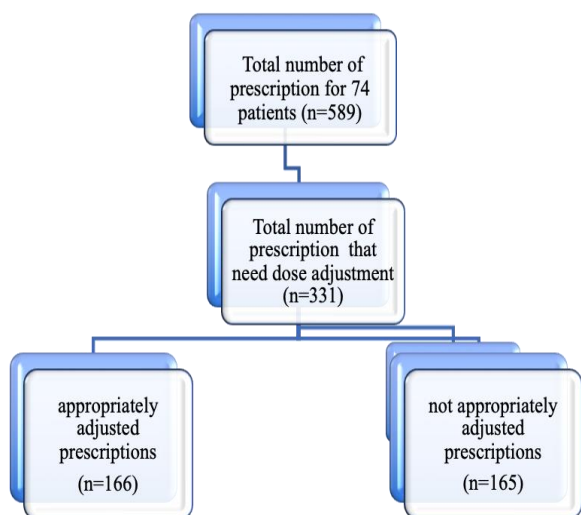 Total number of
prescription for 74
patients (n=589)
Total number of
prescription that
need dose adjustment
(n=331)
appropriately
adjusted
prescriptions
(n=166)
not appropriately
adjusted
prescriptions
(n=165)